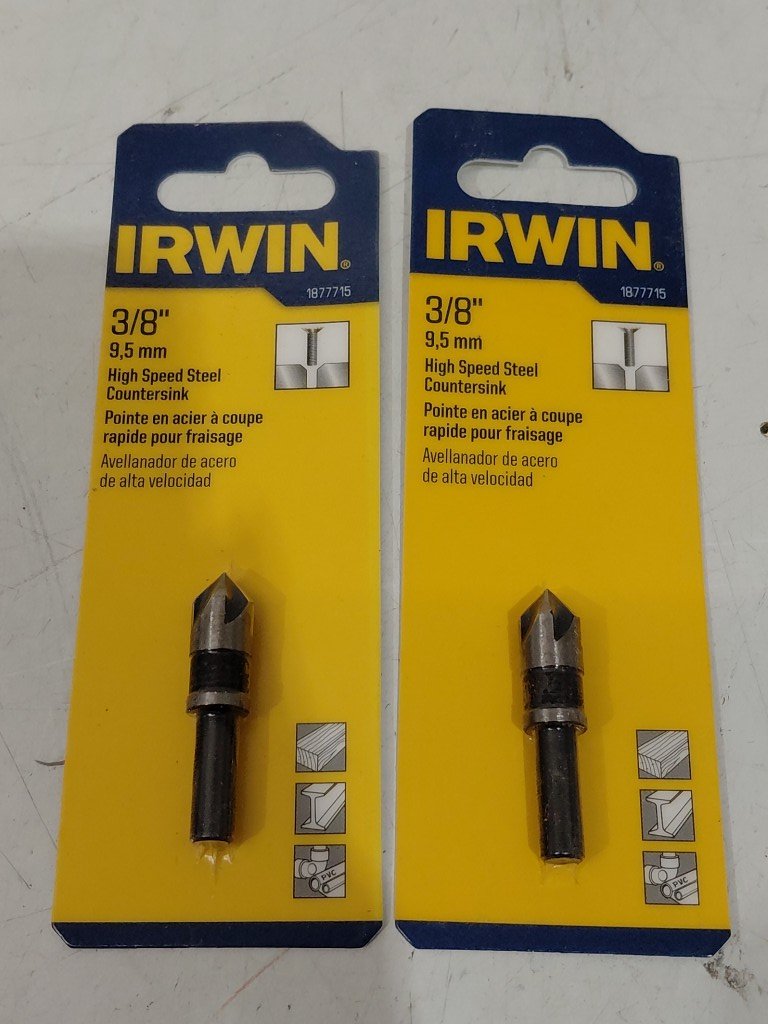 IRWIN®
1877715
3/8"
9,5 mm
High Speed Steel
Countersink
Pointe en acier à coupe
rapide pour fraisage
Avellanador de acero
de alta velocidad
PVC
IRWIN®
1877715
3/8"
9,5 mm
High Speed Steel
Countersink
Pointe en acier à coupe
rapide pour fraisage
Avellanador de acero
de alta velocidad
PVC